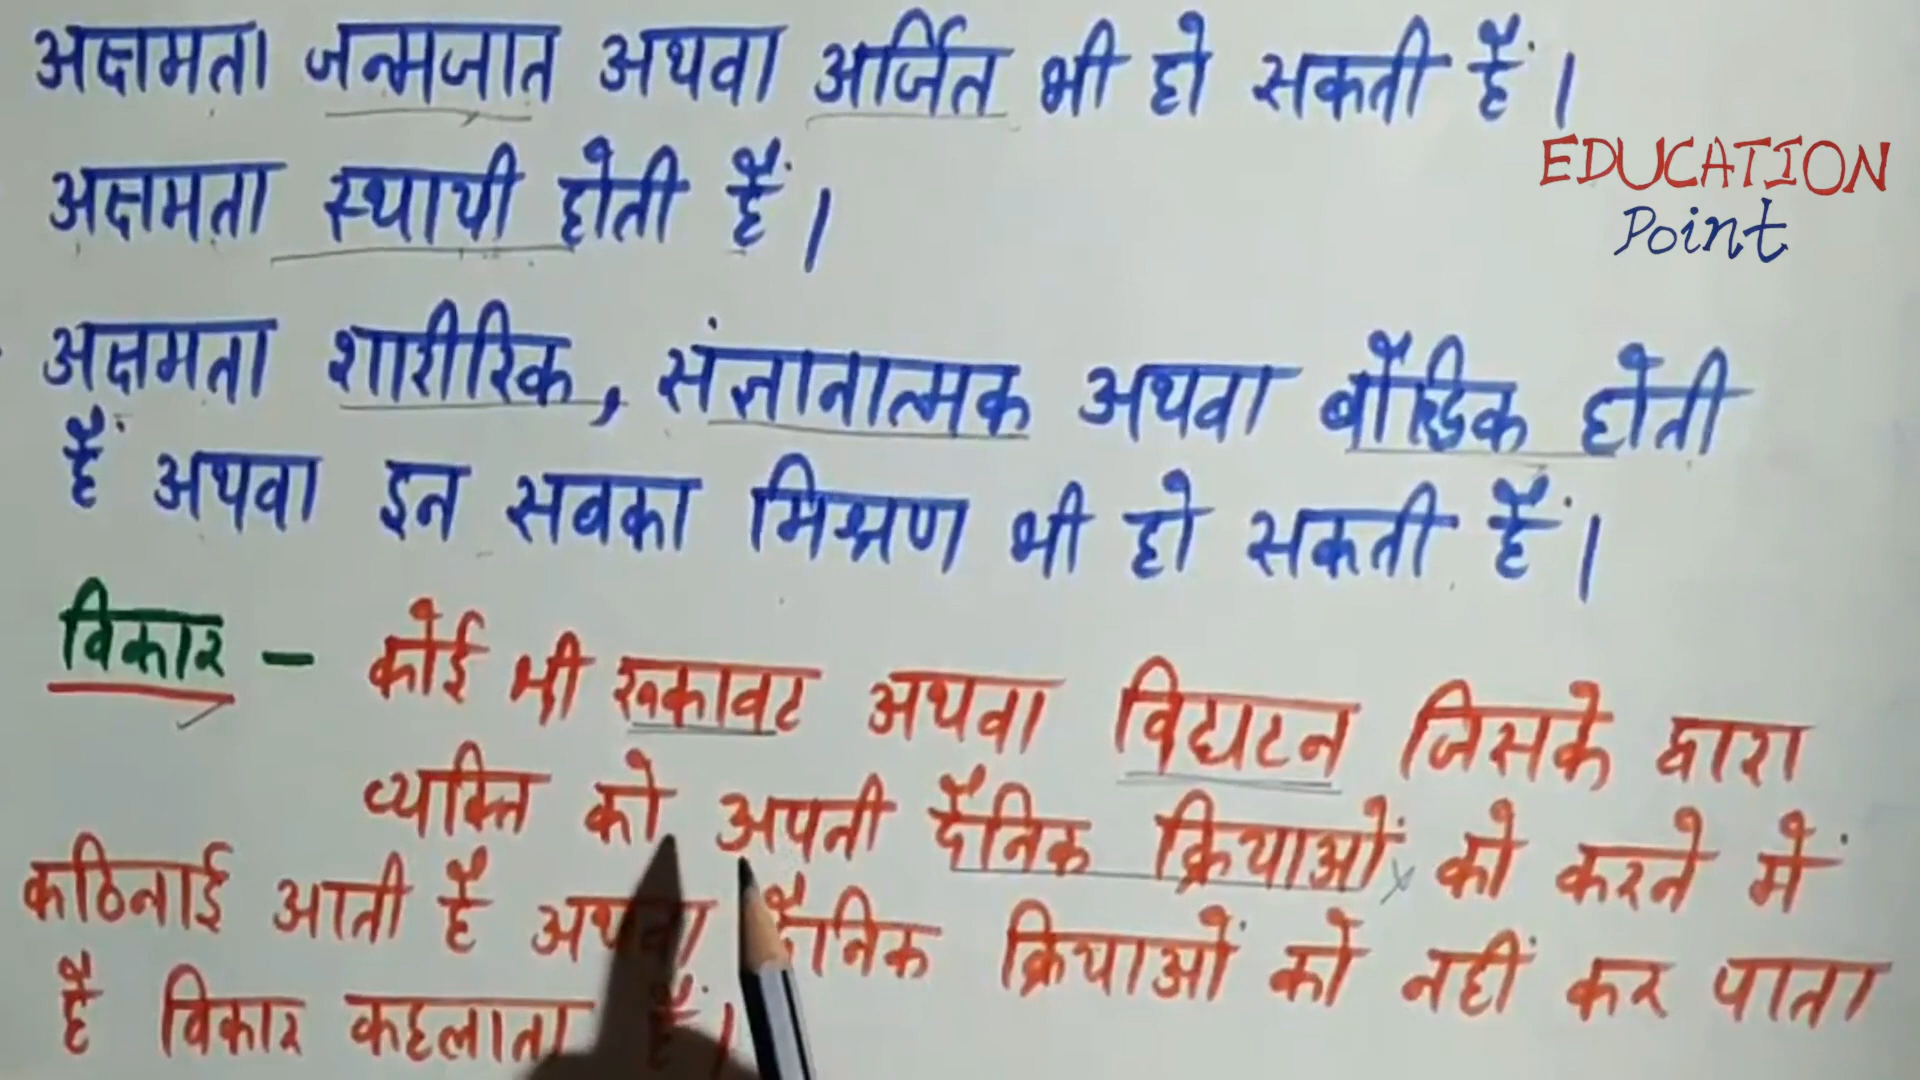 अक्षमता जन्मजात अथवा अर्जित भी हो सकती हैं।
EDUCATION
Point
अक्षमता स्थायी होती हैं।
अक्षमता शारीरिक, संज्ञानात्मक अथवा बौद्धिक होती
हैं अथवा इन सबका मिश्रण भी हो सकती हैं।
विकार - कोई भी रूकावट अथवा विघटन जिसके द्वारा
व्यक्ति को अपनी दैनिक क्रियाओं को करने में
कठिनाई आती है अथवा दैनिक क्रियाओं को नहीं कर पाता
है विकार कहलाता हैं।